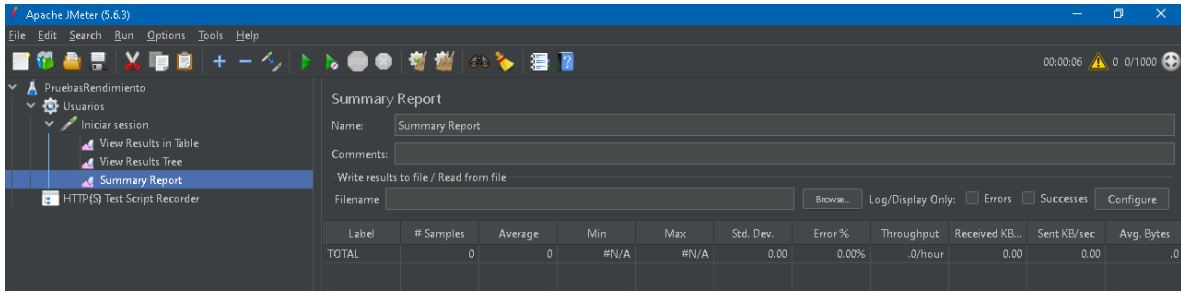 Apache JMeter (5.6.3)
File Edit Search Run Options Tools Help
00:00:06 0 0/1000
PruebasRendimiento
Usuarios
Iniciar session
View Results in Table
View Results Tree
Summary Report
HTTP(S) Test Script Recorder
Summary Report
Name: Summary Report
Comments:
Write results to file / Read from file
Filename Browse... Log/Display Only: Errors Successes Configure
Label # Samples Average Min Max Std. Dev. Error % Throughput Received KB... Sent KB/sec Avg. Bytes
TOTAL 0 0 #N/A #N/A 0.00 0.00% .0/hour 0.00 0.00 .0